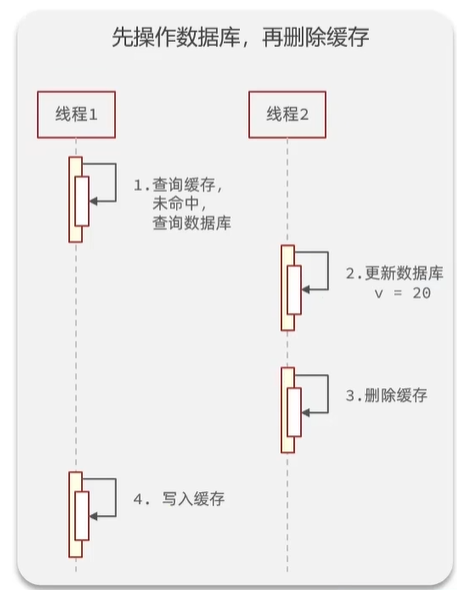 先操作数据库，再删除缓存
线程1
线程2
1.查询缓存，
未命中，
查询数据库
2.更新数据库
v = 20
3.删除缓存
4. 写入缓存